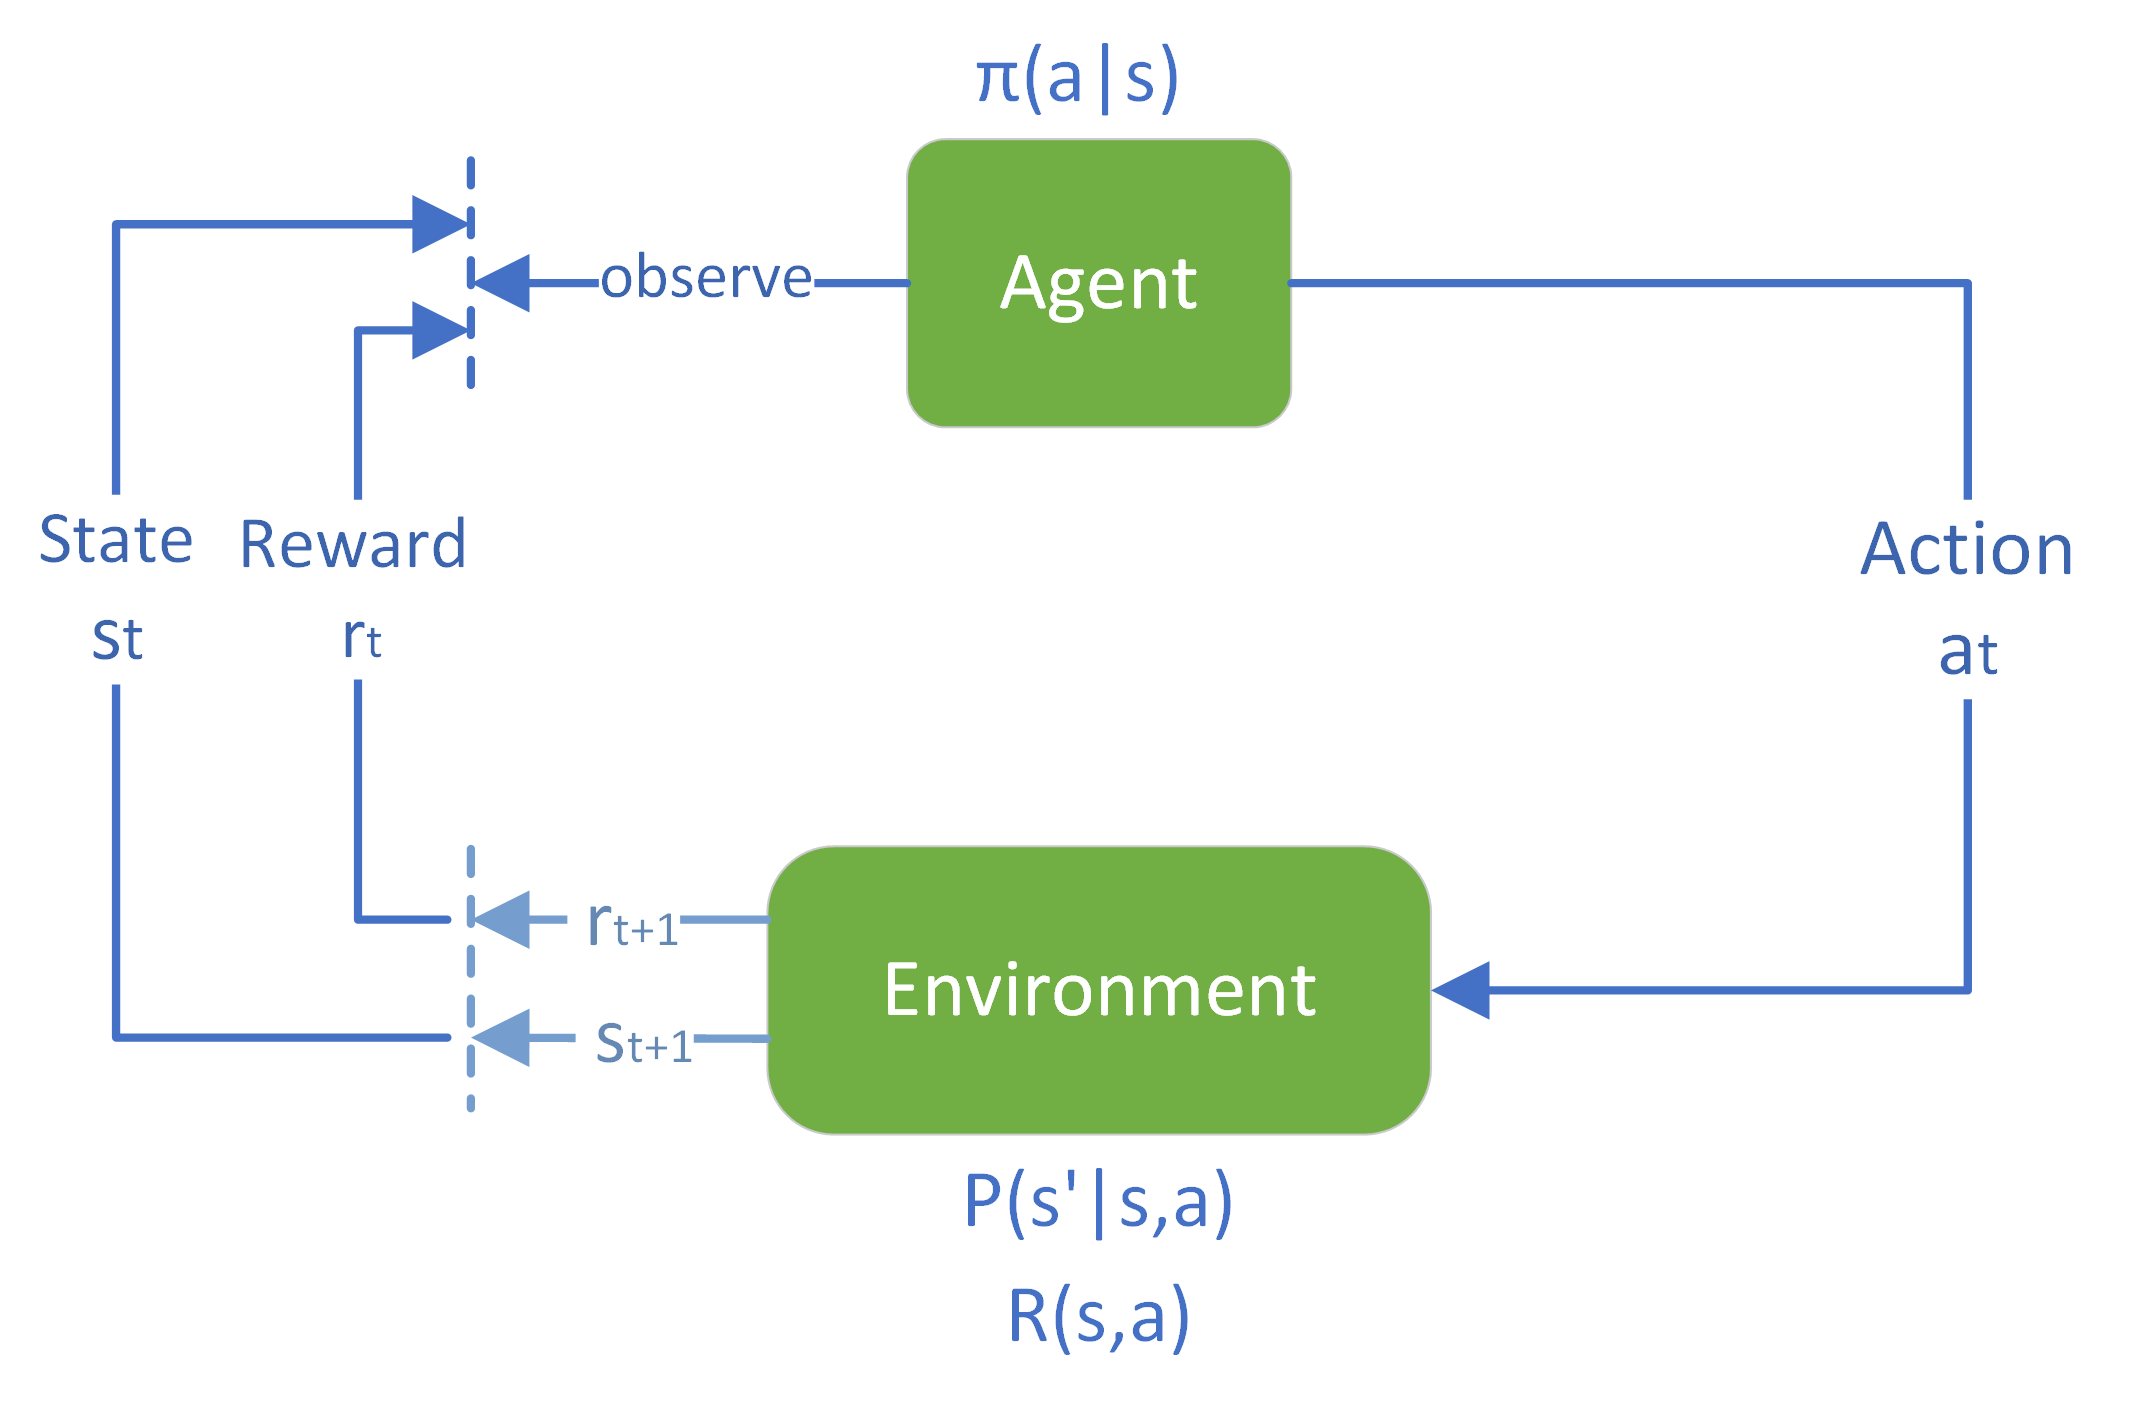 π(a|s)
observe
Agent
State
st
Reward
rt
Action
at
rt+1
st+1
Environment
P(s'|s,a)
R(s,a)